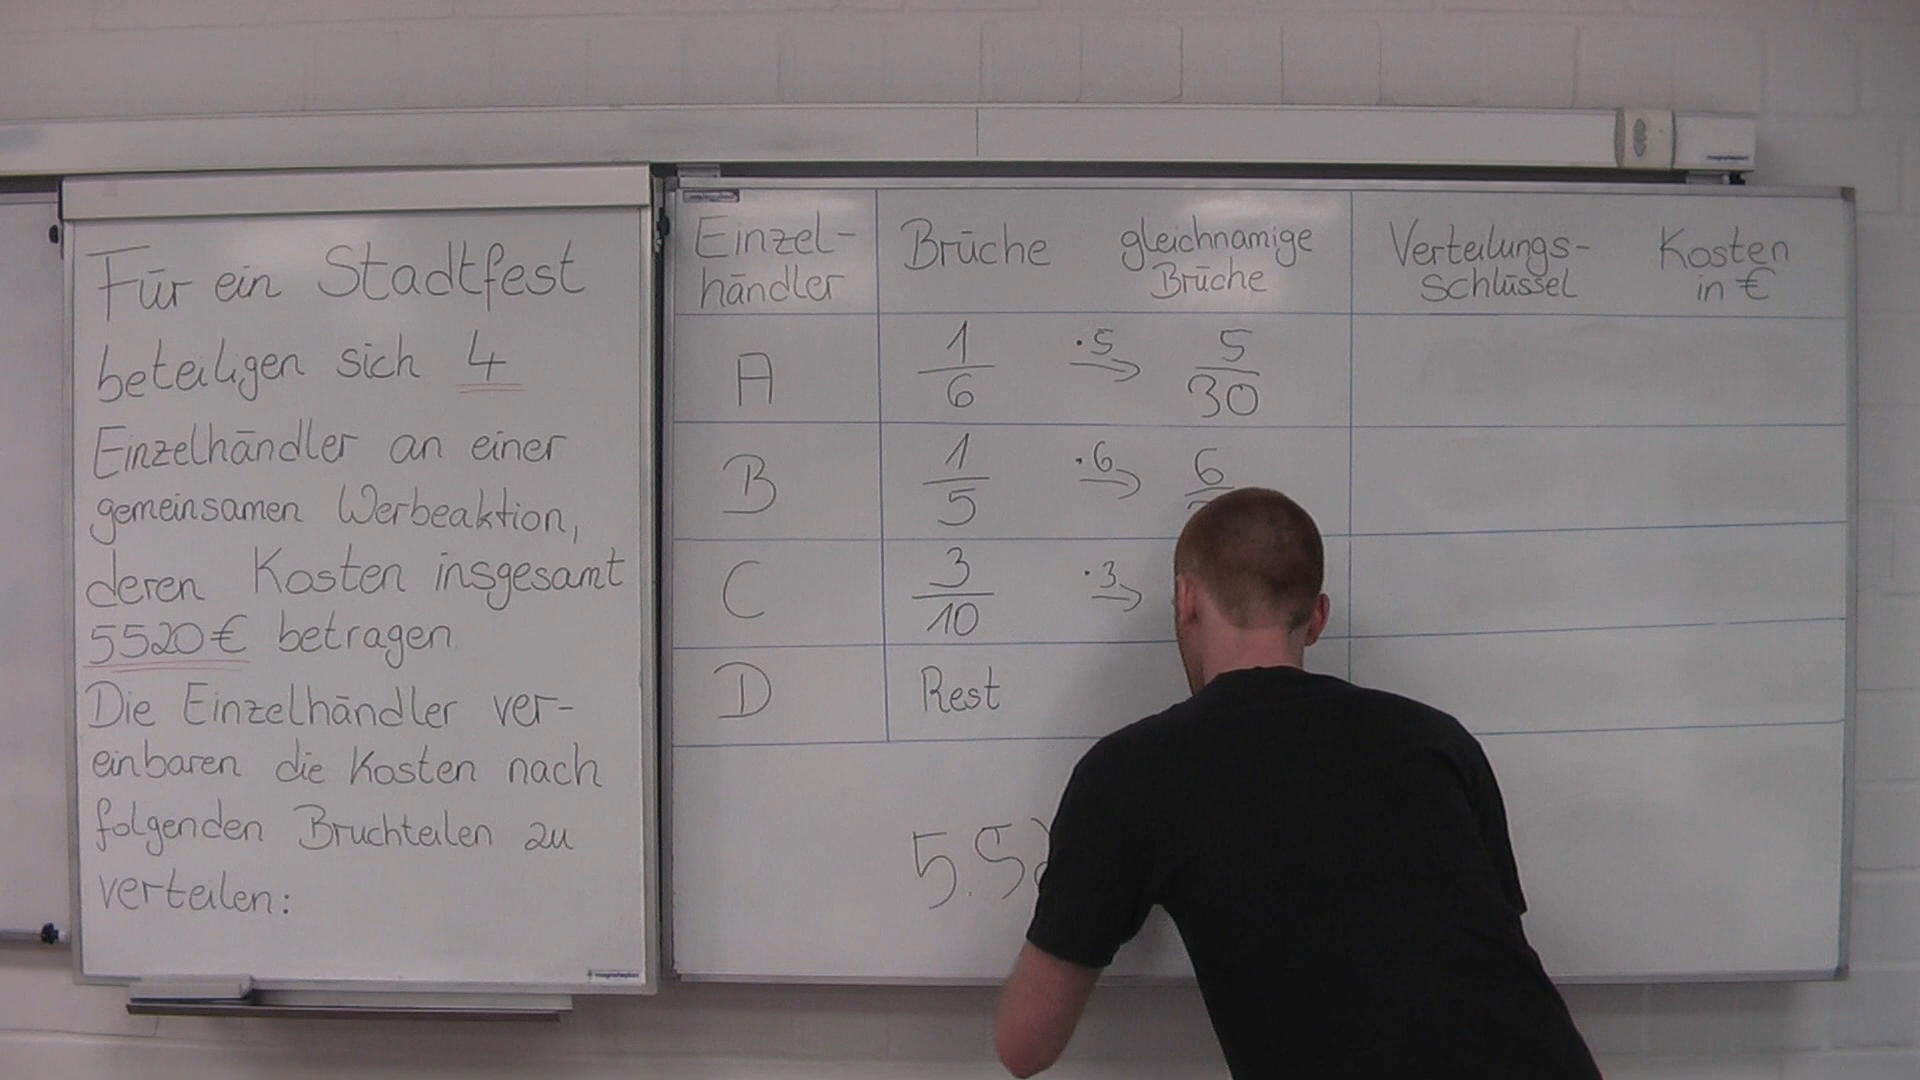 Für ein Stadtfest
beteiligen sich 4
Einzelhändler an einer
gemeinsamen Werbeaktion,
deren Kosten insgesamt
5520€ betragen
Die Einzelhändler ver-
einbaren die Kosten nach
folgenden Bruchteilen zu
verteilen:
Einzel-
händler
Brüche
gleichnamige
Brüche
Verteilungs-
schlüssel
Kosten
in €
A 1/6 ·5 → 5/30
B 1/5 ·6 → 6
C 3/10 ·3 →
D Rest
5.5